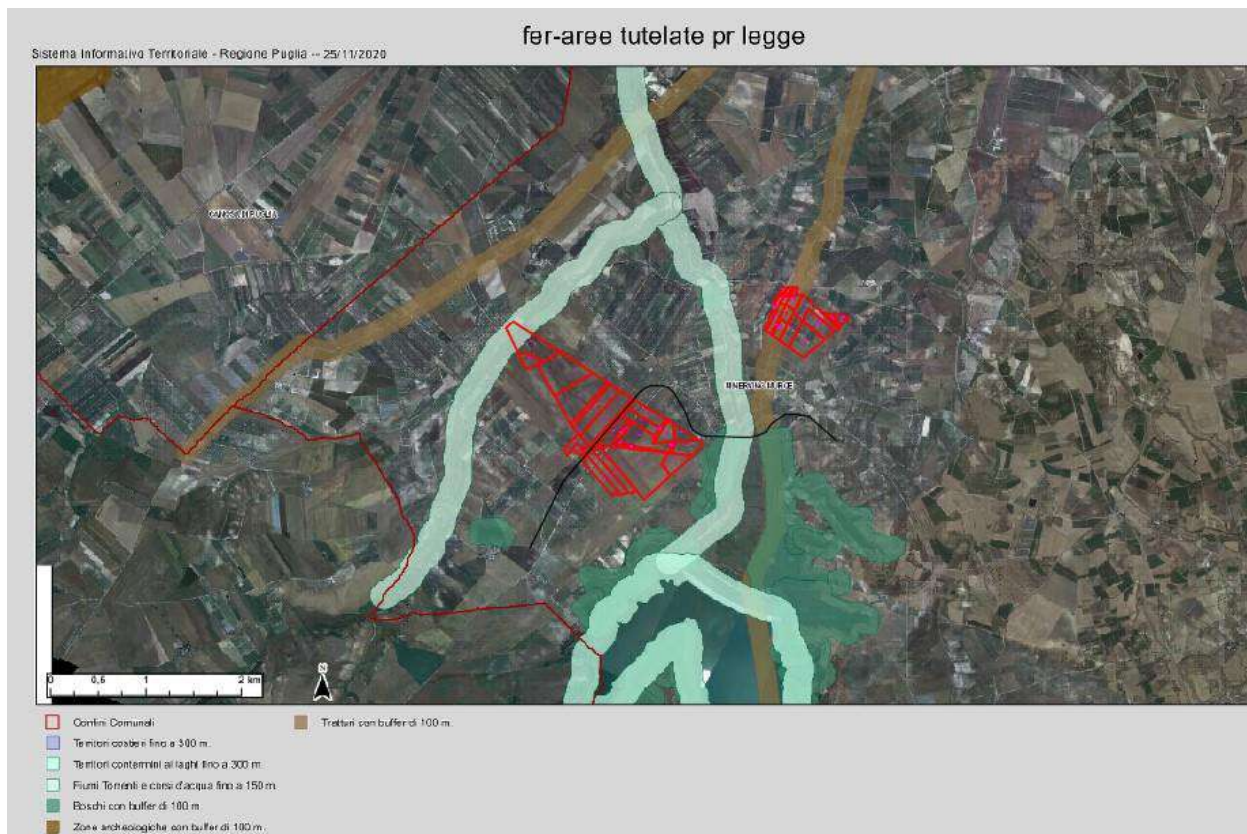 fer-aree tutelate pr legge
Sistema Informativo Territoriale - Regione Puglia -- 25/11/2020
MINERVINO MURGE
0 0,5 1 2 km
N
Confini Comunali
Territori costieri fino a 300 m.
Territori contermini ai laghi fino a 300 m.
Fiumi Torrenti e corsi d'acqua fino a 150 m.
Boschi con buffer di 100 m.
Zone archeologiche con buffer di 100 m.
Tratturi con buffer di 100 m.